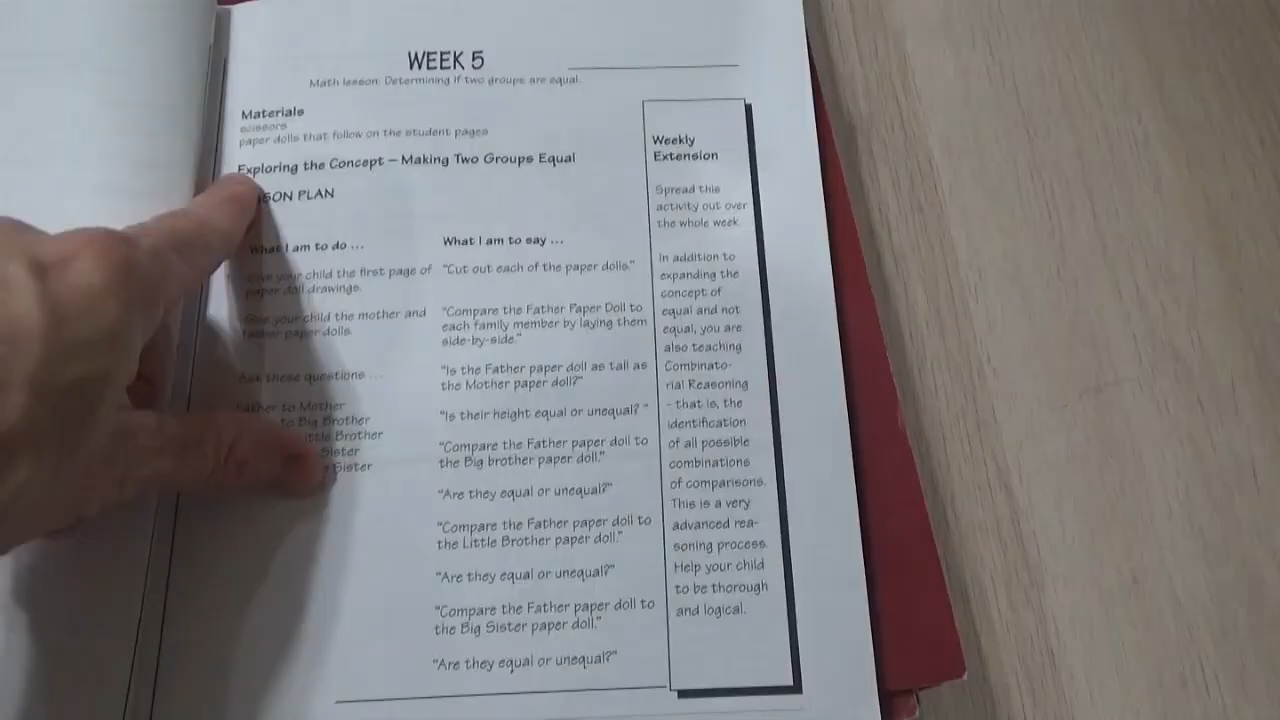 WEEK 5
Math lesson: Determining if two groups are equal.
Materials
scissors
paper dolls that follow on the student pages
Exploring the Concept – Making Two Groups Equal
SON PLAN
What I am to do ...
Give your child the first page of
paper doll drawings.
Give your child the mother and
father paper dolls.
Ask these questions ...
Father to Mother
to Big Brother
Little Brother
Sister
Sister
What I am to say ...
"Cut out each of the paper dolls."
"Compare the Father Paper Doll to
each family member by laying them
side-by-side."
"Is the Father paper doll as tall as
the Mother paper doll?"
"Is their height equal or unequal? "
"Compare the Father paper doll to
the Big brother paper doll."
"Are they equal or unequal?"
"Compare the Father paper doll to
the Little Brother paper doll."
"Are they equal or unequal?"
"Compare the Father paper doll to
the Big Sister paper doll."
"Are they equal or unequal?"
Weekly
Extension
Spread this
activity out over
the whole week.
In addition to
expanding the
concept of
equal and not
equal, you are
also teaching
Combinato-
rial Reasoning
- that is, the
identification
of all possible
combinations
of comparisons.
This is a very
advanced rea-
soning process.
Help your child
to be thorough
and logical.